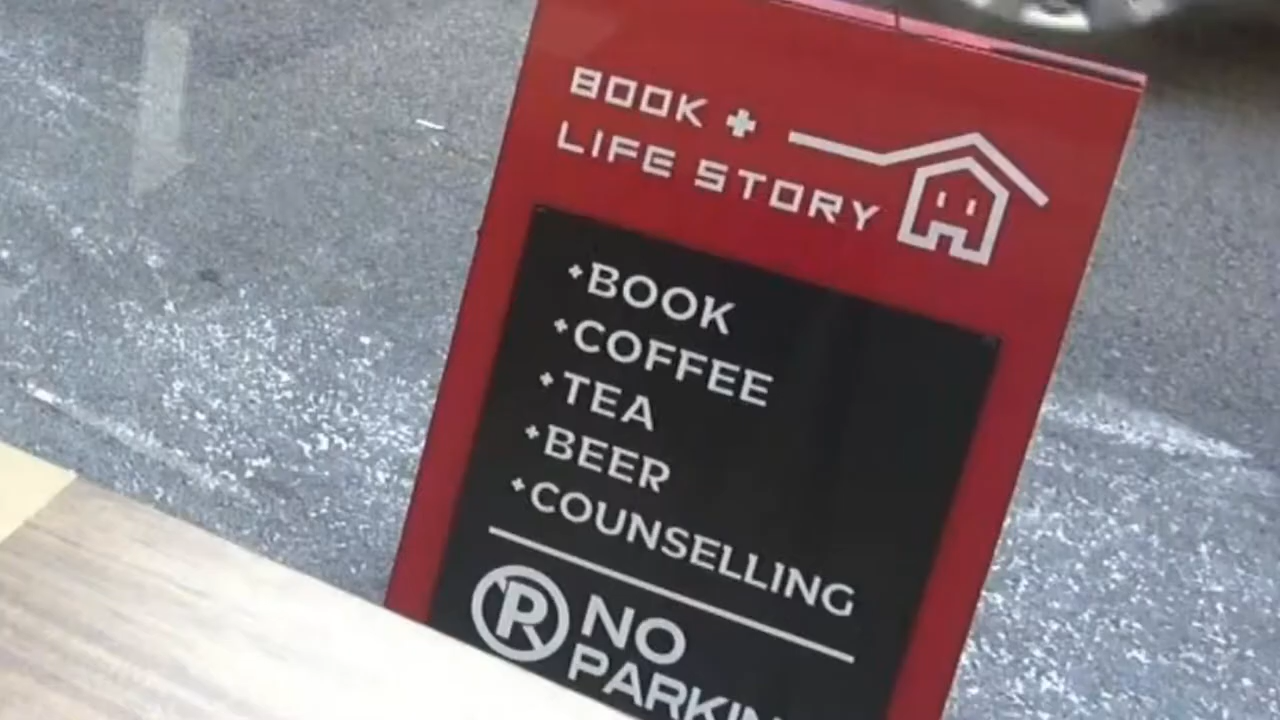 BOOK +
LIFE STORY
+BOOK
+COFFEE
+TEA
+BEER
+COUNSELLING
NO